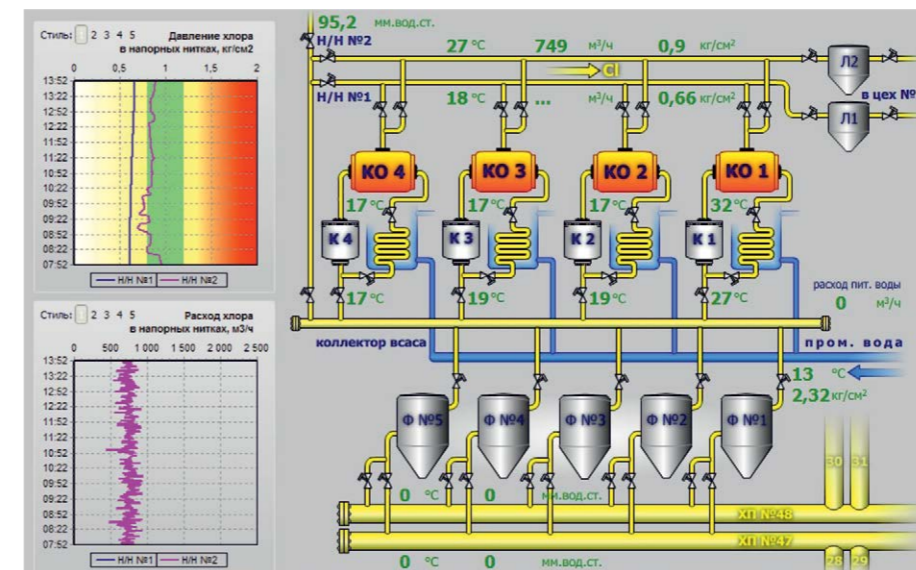 Стиль: 1 2 3 4 5
Давление хлора
в напорных нитках, кг/см2
0 0,5 1 1,5 2
13:52
13:22
12:52
12:22
11:52
11:22
10:52
10:22
09:52
09:22
08:52
08:22
07:52
Н/Н №1 Н/Н №2
Стиль: 1 2 3 4 5
Расход хлора
в напорных нитках, м3/ч
0 500 1 000 1 500 2 000 2 500
13:52
13:22
12:52
12:22
11:52
11:22
10:52
10:22
09:52
09:22
08:52
08:22
07:52
Н/Н №1 Н/Н №2
95,2 мм.вод.ст.
Н/Н №2 27 °С 749 м³/ч 0,9 кг/см²
Cl
Н/Н №1 18 °С ... м³/ч 0,66 кг/см²
Л2
в цех №
Л1
КО 4 КО 3 КО 2 КО 1
17 °С 17 °С 17 °С 32 °С
К 4 К 3 К 2 К 1
17 °С 19 °С 19 °С 27 °С
расход пит. воды
0 м³/ч
коллектор всаса
пром. вода
13 °С
2,32 кг/см²
Ф №5 Ф №4 Ф №3 Ф №2 Ф №1
30 31
0 °С 0 мм.вод.ст.
ХП №48
ХП №47
0 °С 0 мм.вод.ст.
28 29